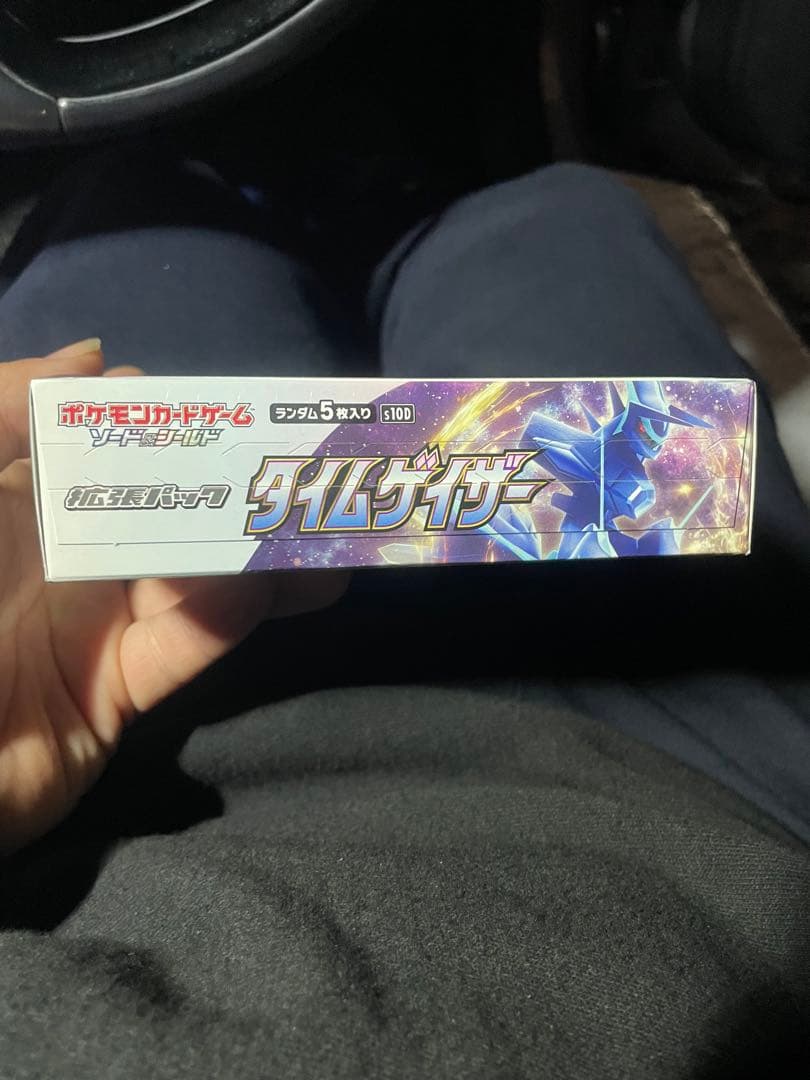 ポケモンカードゲーム
ソード&シールド
ランダム5枚入り s10D
拡張パック
タイムゲイザー